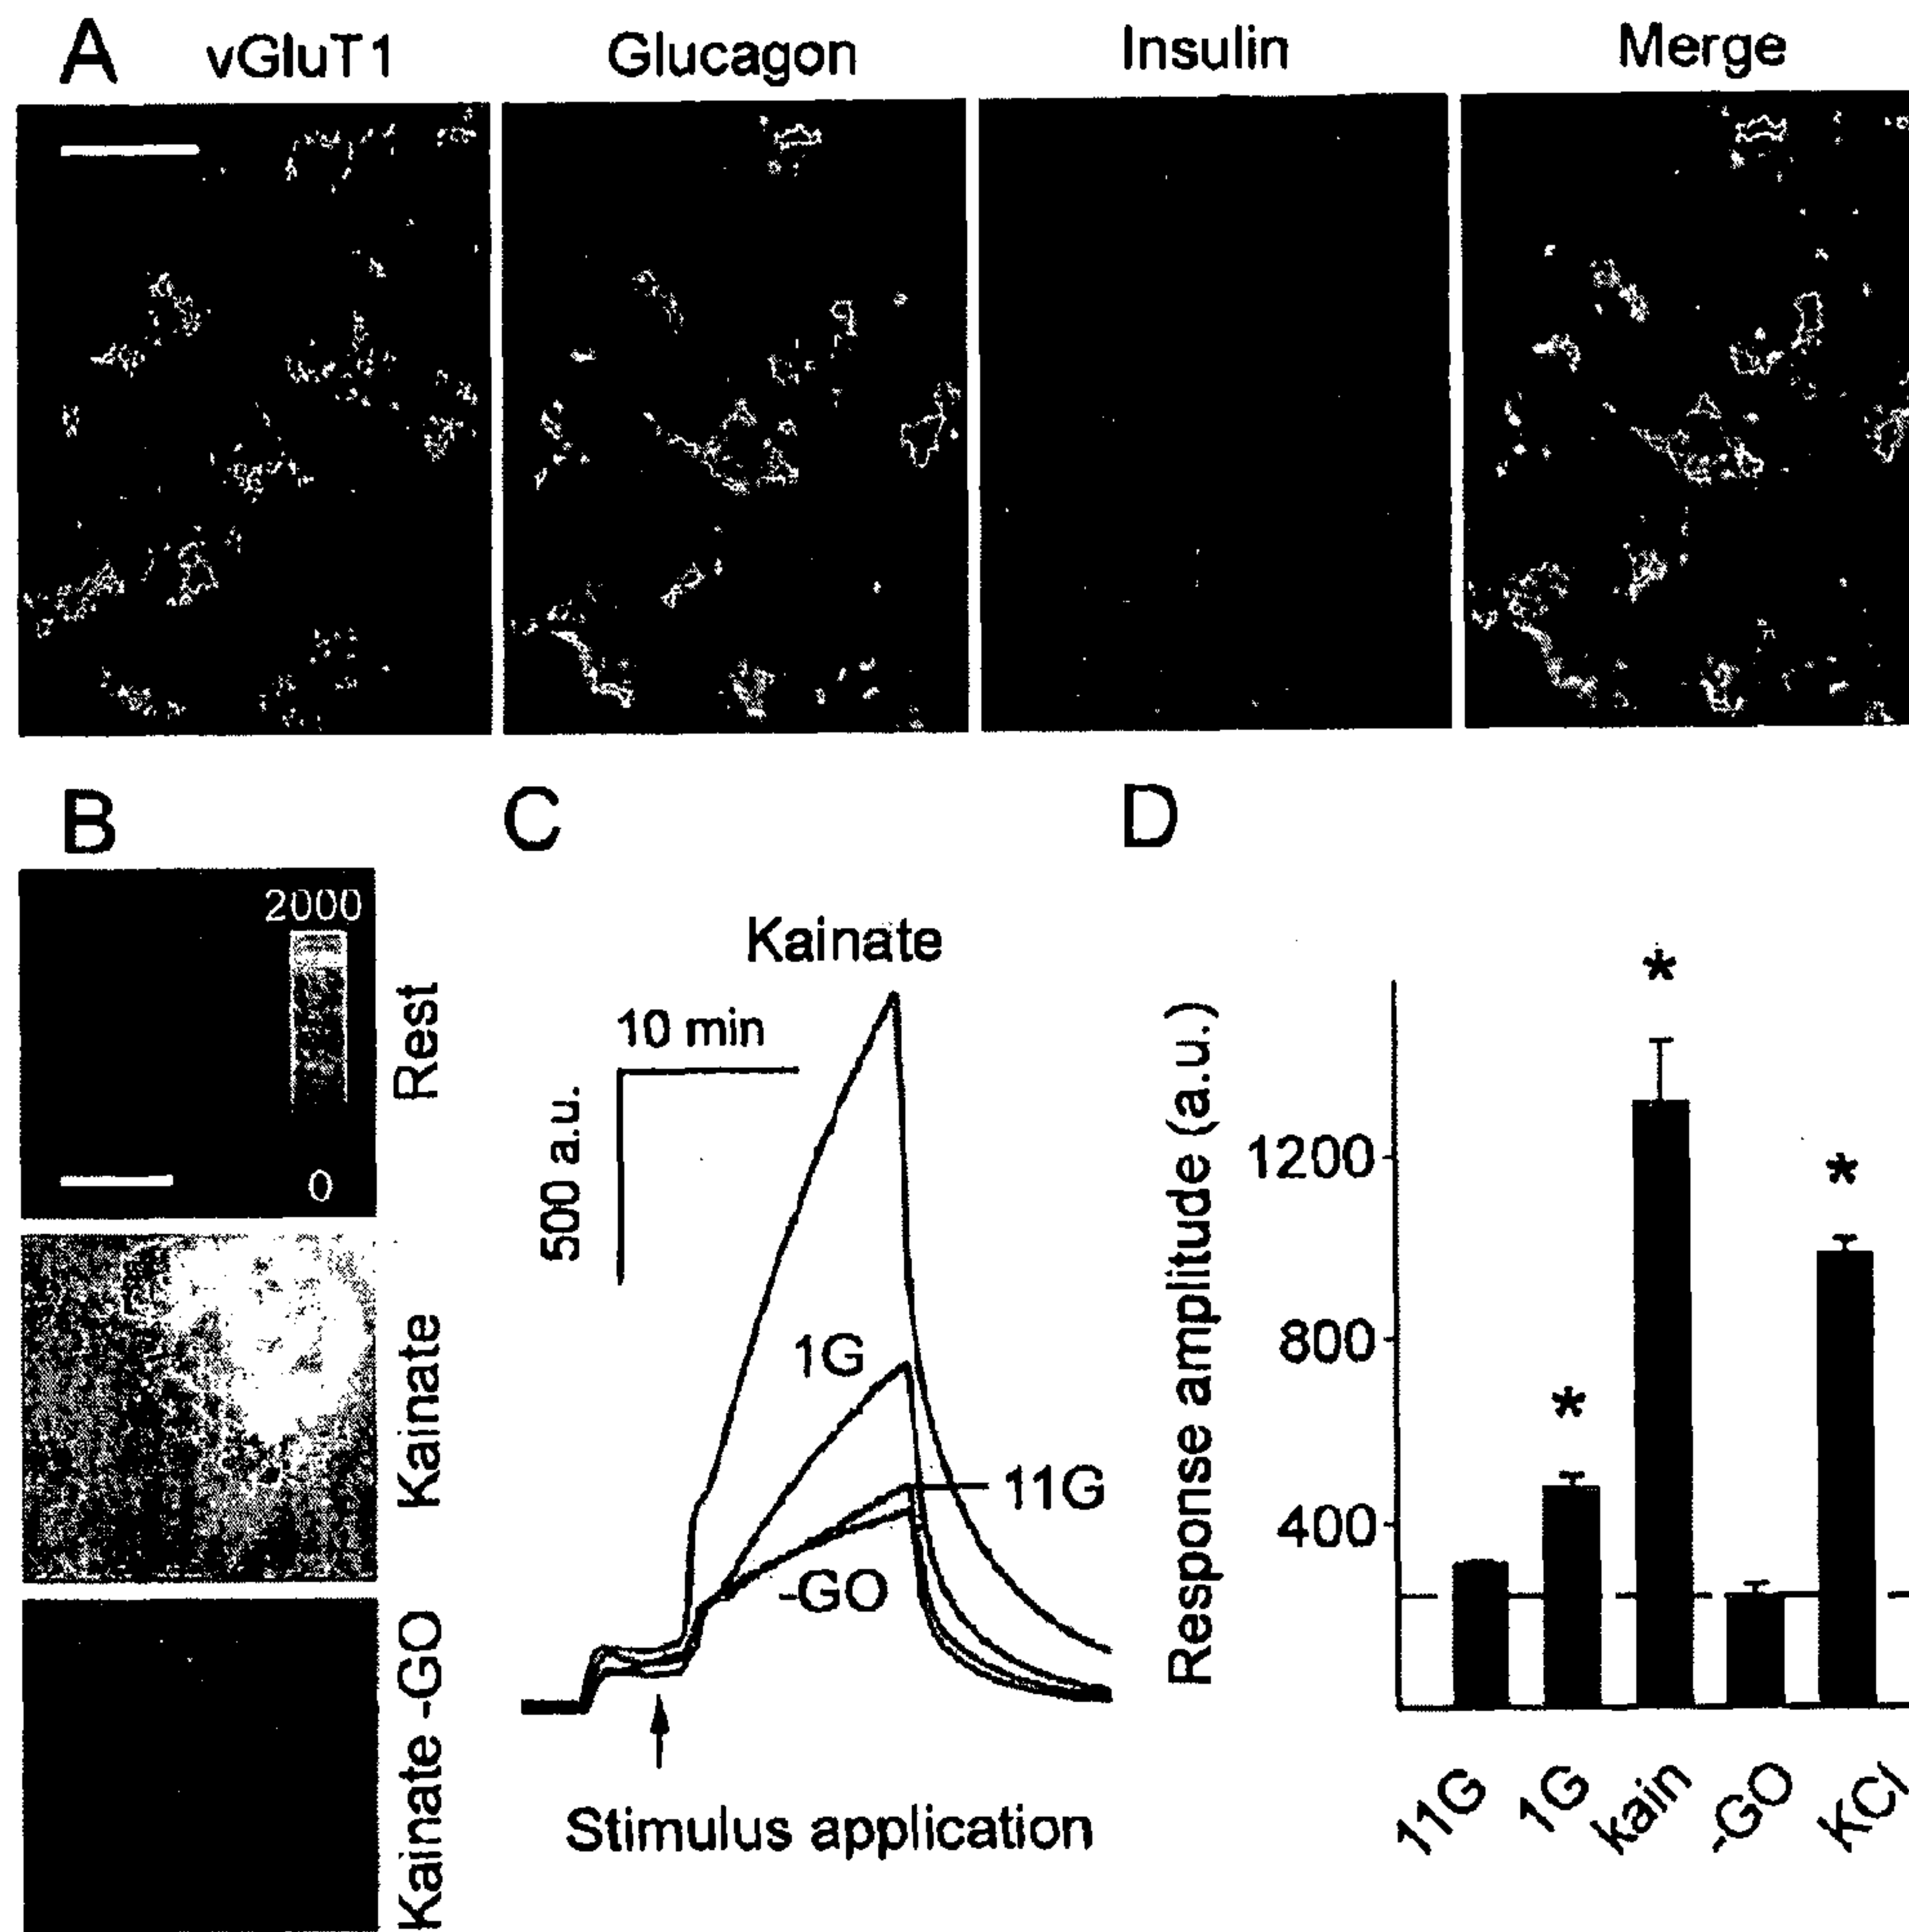 A
vGluT1
Glucagon
Insulin
Merge
B
2000
0
Rest
Kainate
Kainate -GO
C
Kainate
10 min
500 a.u.
1G
11G
-GO
Stimulus application
D
Response amplitude (a.u.)
1200
800
400
*
*
*
11G
1G
kain
-GO
KCl